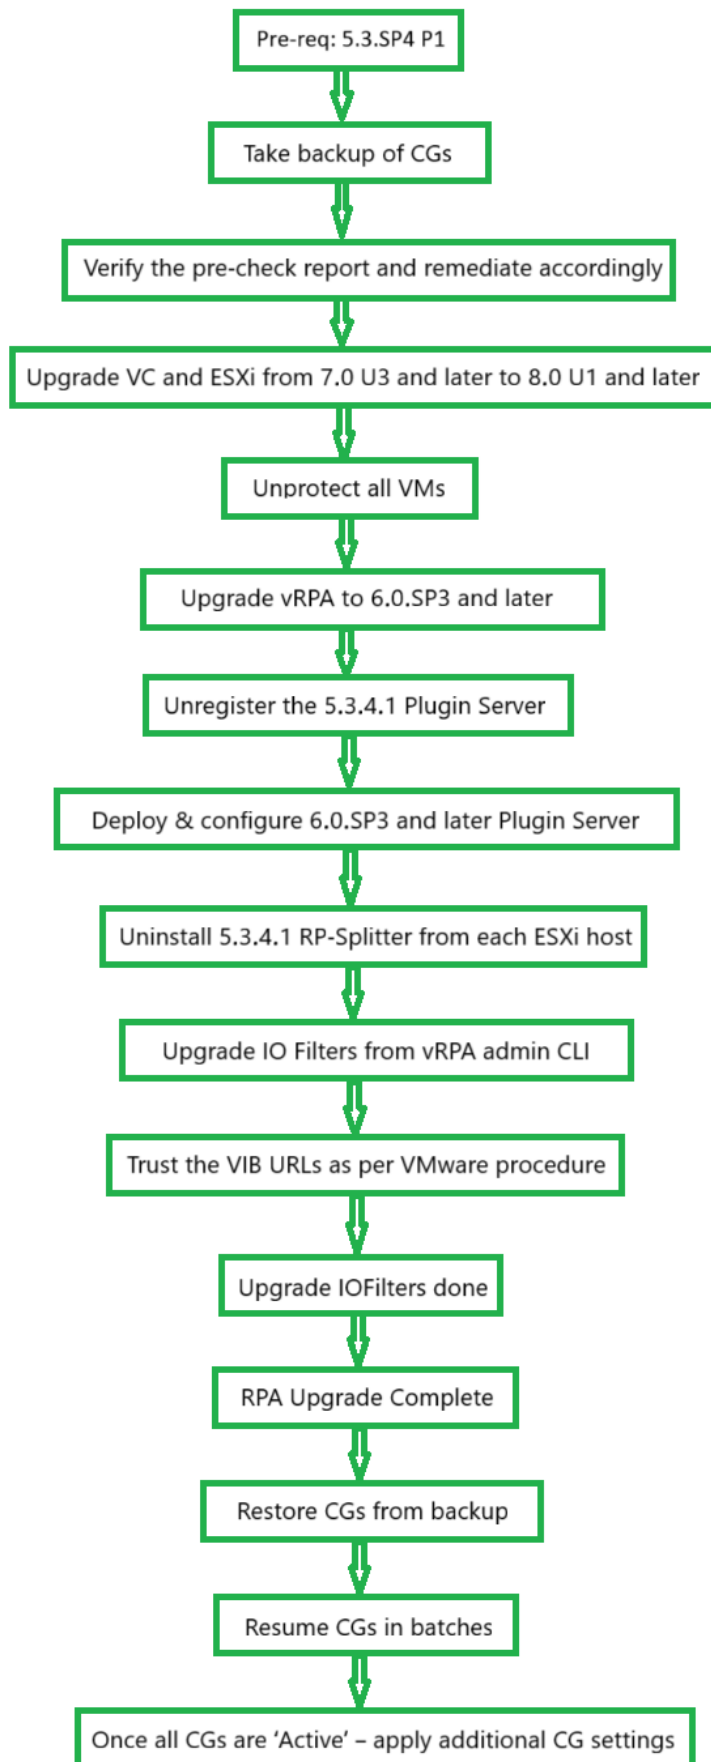 Pre-req: 5.3.SP4 P1
Take backup of CGs
Verify the pre-check report and remediate accordingly
Upgrade VC and ESXi from 7.0 U3 and later to 8.0 U1 and later
Unprotect all VMs
Upgrade vRPA to 6.0.SP3 and later
Unregister the 5.3.4.1 Plugin Server
Deploy & configure 6.0.SP3 and later Plugin Server
Uninstall 5.3.4.1 RP-Splitter from each ESXi host
Upgrade IO Filters from vRPA admin CLI
Trust the VIB URLs as per VMware procedure
Upgrade IOFilters done
RPA Upgrade Complete
Restore CGs from backup
Resume CGs in batches
Once all CGs are ‘Active’ – apply additional CG settings